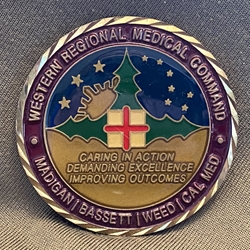 WESTERN REGIONAL MEDICAL COMMAND
CARING IN ACTION
DEMANDING EXCELLENCE
IMPROVING OUTCOMES
MADIGAN | BASSETT | WEED | CAL MED